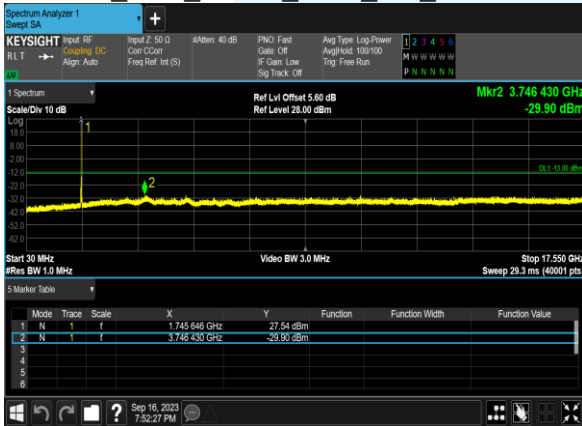 Spectrum Analyzer 1
Swept SA
+
KEYSIGHT
RLT
Input: RF
Coupling: DC
Align: Auto
Input Z: 50 Ω
Corr CCorr
Freq Ref: Int (S)
#Atten: 40 dB
PNO: Fast
Gate: Off
IF Gain: Low
Sig Track: Off
Avg Type: Log-Power
Avg|Hold: 100/100
Trig: Free Run
1 2 3 4 5 6
M W W W W W
P N N N N N
1 Spectrum
Scale/Div 10 dB
Ref Lvl Offset 5.60 dB
Ref Level 28.00 dBm
Mkr2 3.746 430 GHz
-29.90 dBm
Log
18.0
8.00
-2.00
-12.0
-22.0
-32.0
-42.0
-52.0
-62.0
1
2
DL1 -13.00 dBm
Start 30 MHz
#Res BW 1.0 MHz
Video BW 3.0 MHz
Stop 17.550 GHz
Sweep 29.3 ms (40001 pts)
5 Marker Table
Mode Trace Scale X Y Function Function Width Function Value
1 N 1 f 1.745 646 GHz 27.54 dBm
2 N 1 f 3.746 430 GHz -29.90 dBm
3
4
5
6
?
Sep 16, 2023
7:52:27 PM